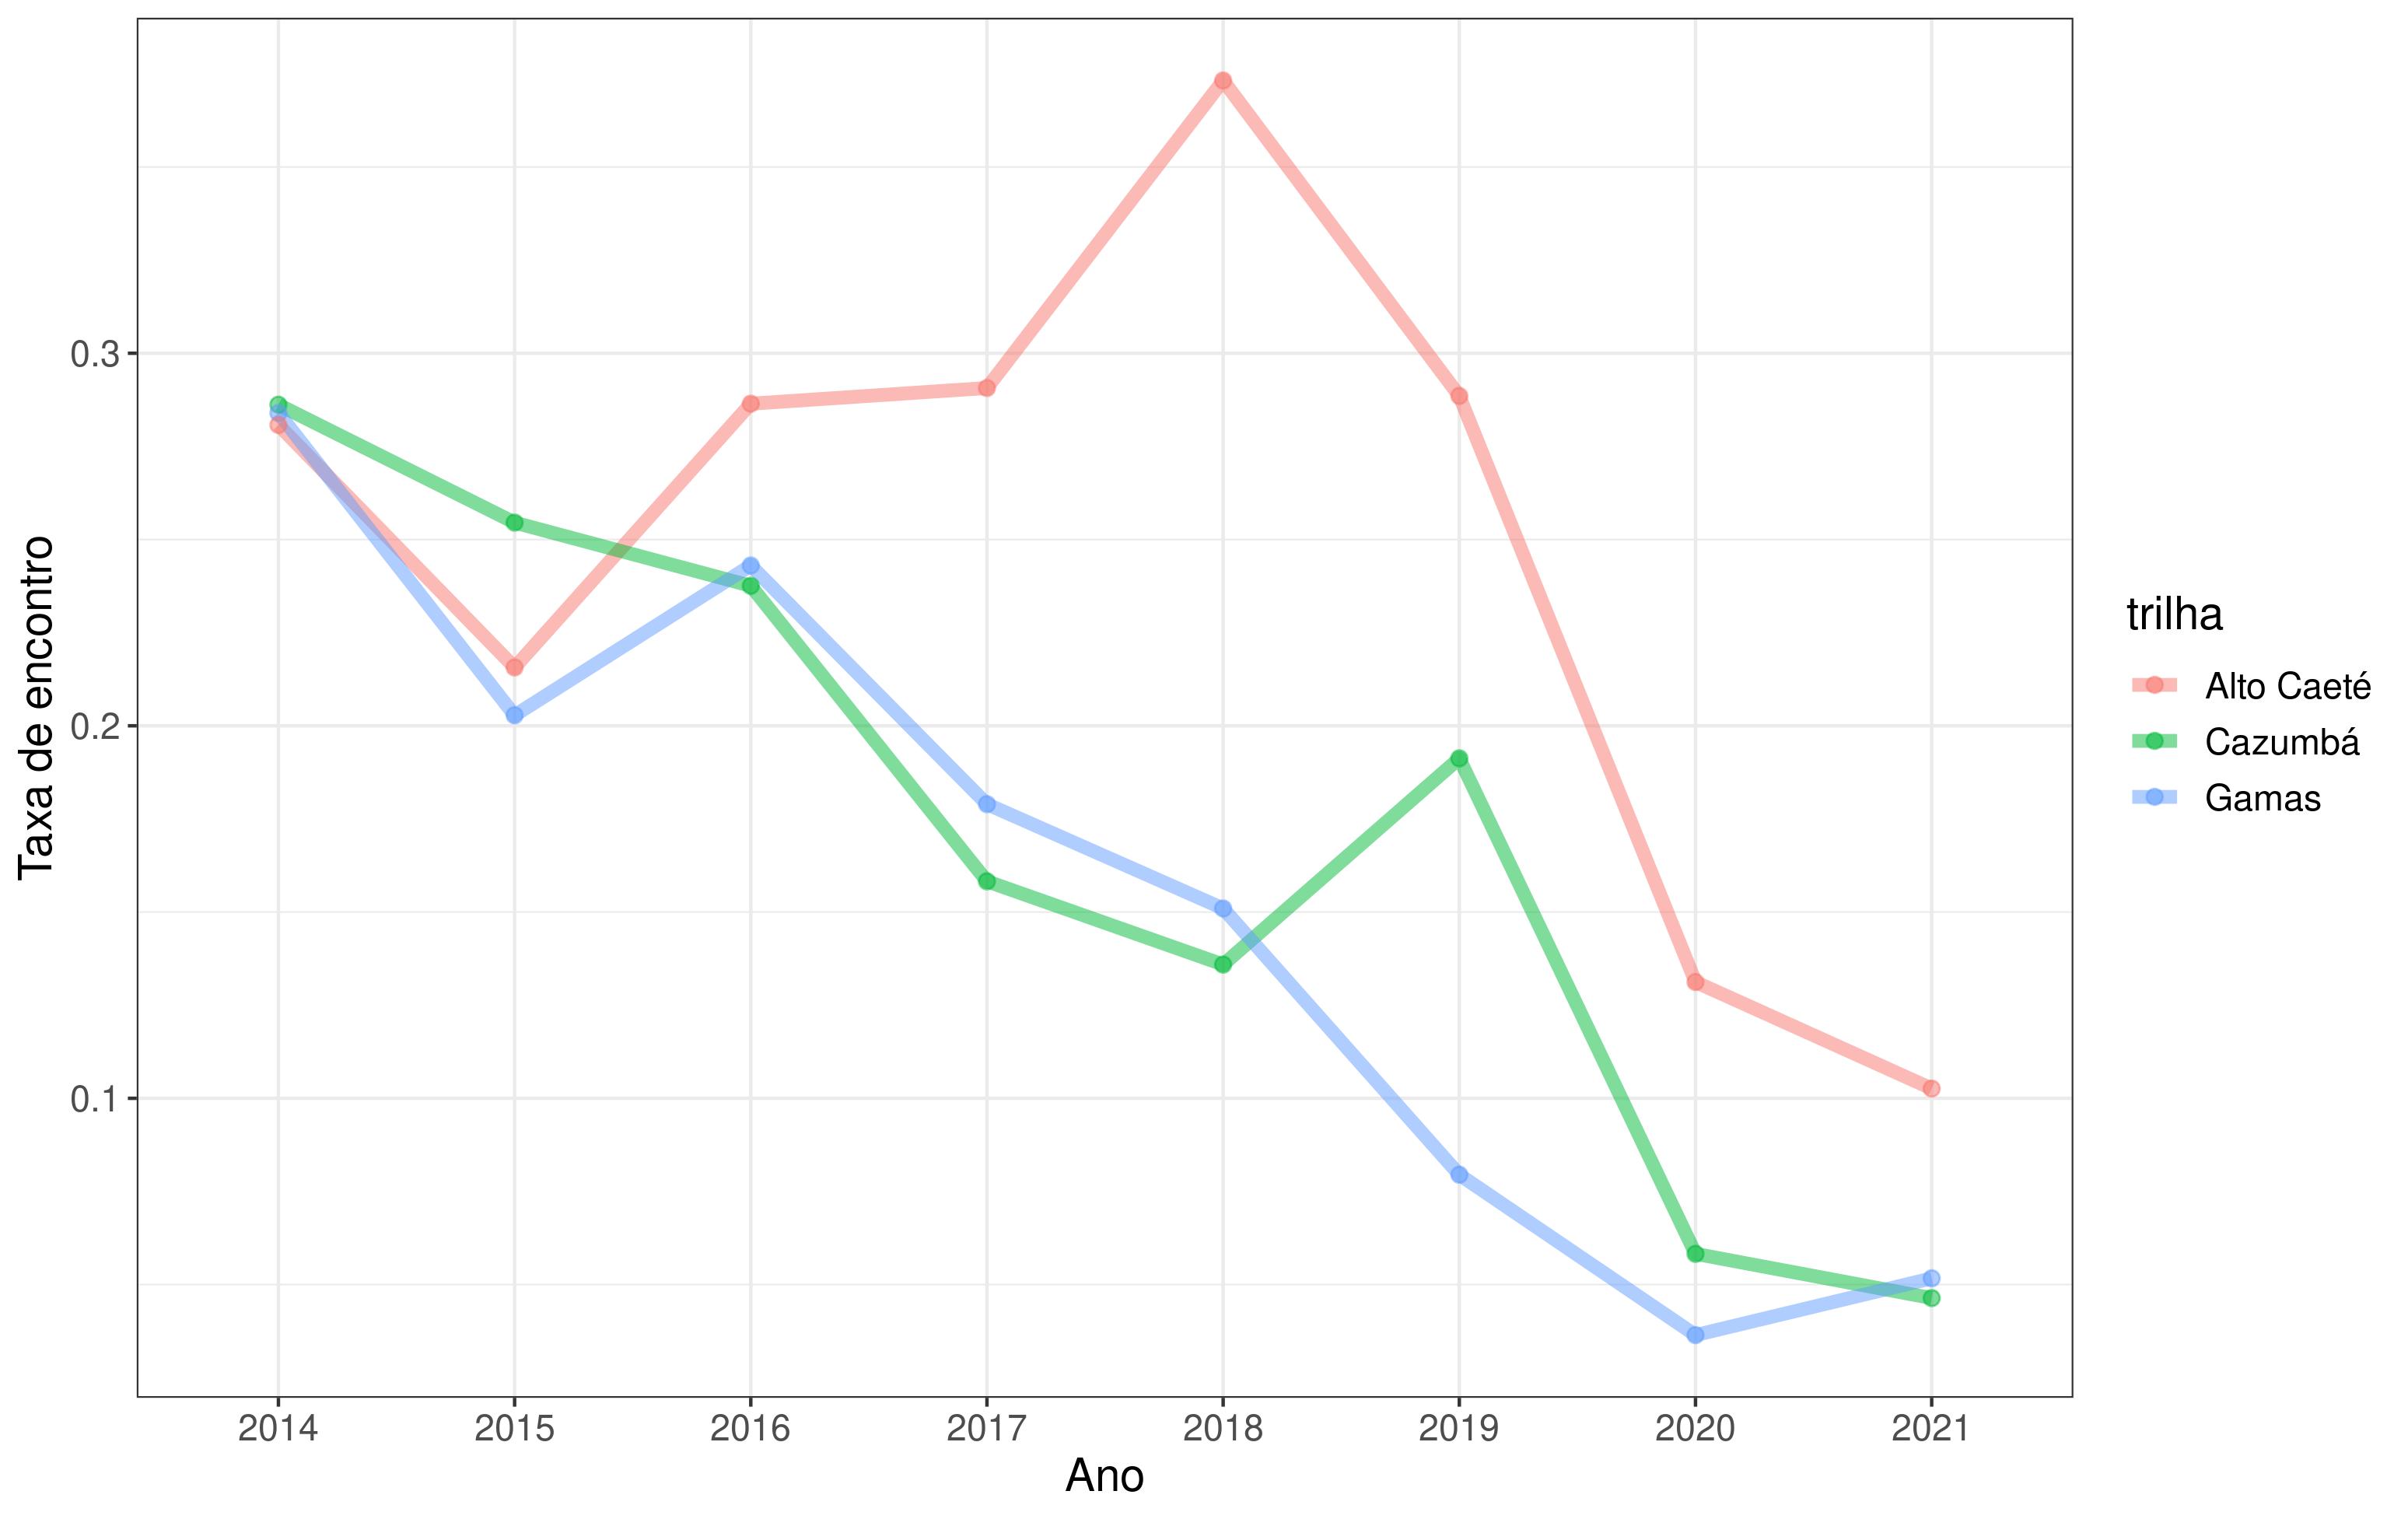 Taxa de encontro
0.3
0.2
0.1
2014 2015 2016 2017 2018 2019 2020 2021
Ano
trilha
Alto Caeté
Cazumbá
Gamas